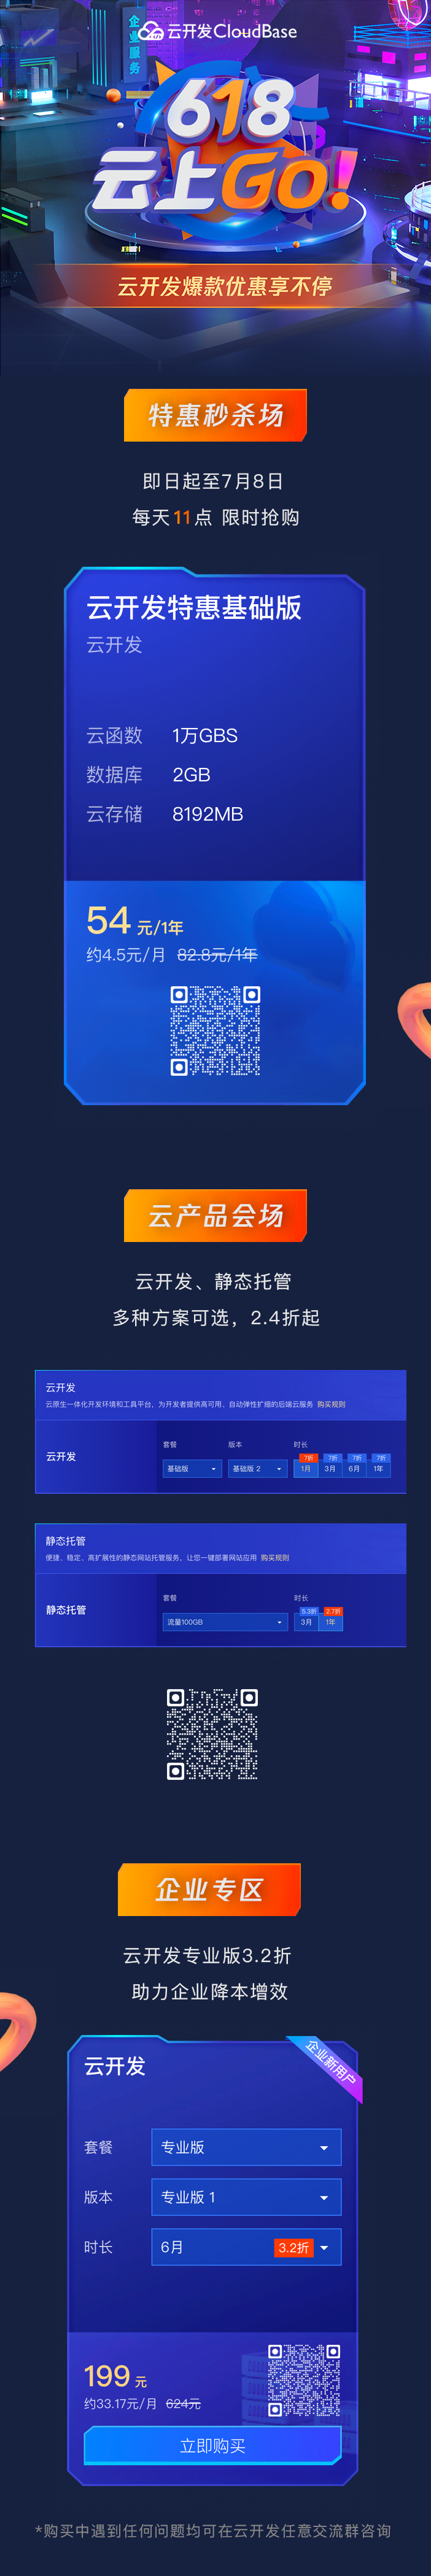 企业服务
云开发CloudBase
618
云上GO!
云开发爆款优惠享不停
特惠秒杀场
即日起至7月8日
每天11点 限时抢购
云开发特惠基础版
云开发
云函数 1万GBS
数据库 2GB
云存储 8192MB
54 元/1年
约4.5元/月 82.8元/1年
云产品会场
云开发、静态托管
多种方案可选，2.4折起
云开发
云原生一体化开发环境和工具平台，为开发者提供高可用、自动弹性扩缩的后端云服务 购买规则
套餐 版本 时长
7折 7折 7折 7折
云开发 基础版 基础版 2 1月 3月 6月 1年
静态托管
便捷、稳定、高扩展性的静态网站托管服务，让您一键部署网站应用 购买规则
套餐 时长
5.3折 2.7折
静态托管 流量100GB 3月 1年
企业专区
云开发专业版3.2折
助力企业降本增效
企业新用户
云开发
套餐 专业版
版本 专业版 1
时长 6月 3.2折
199 元
约33.17元/月 624元
立即购买
*购买中遇到任何问题均可在云开发任意交流群咨询